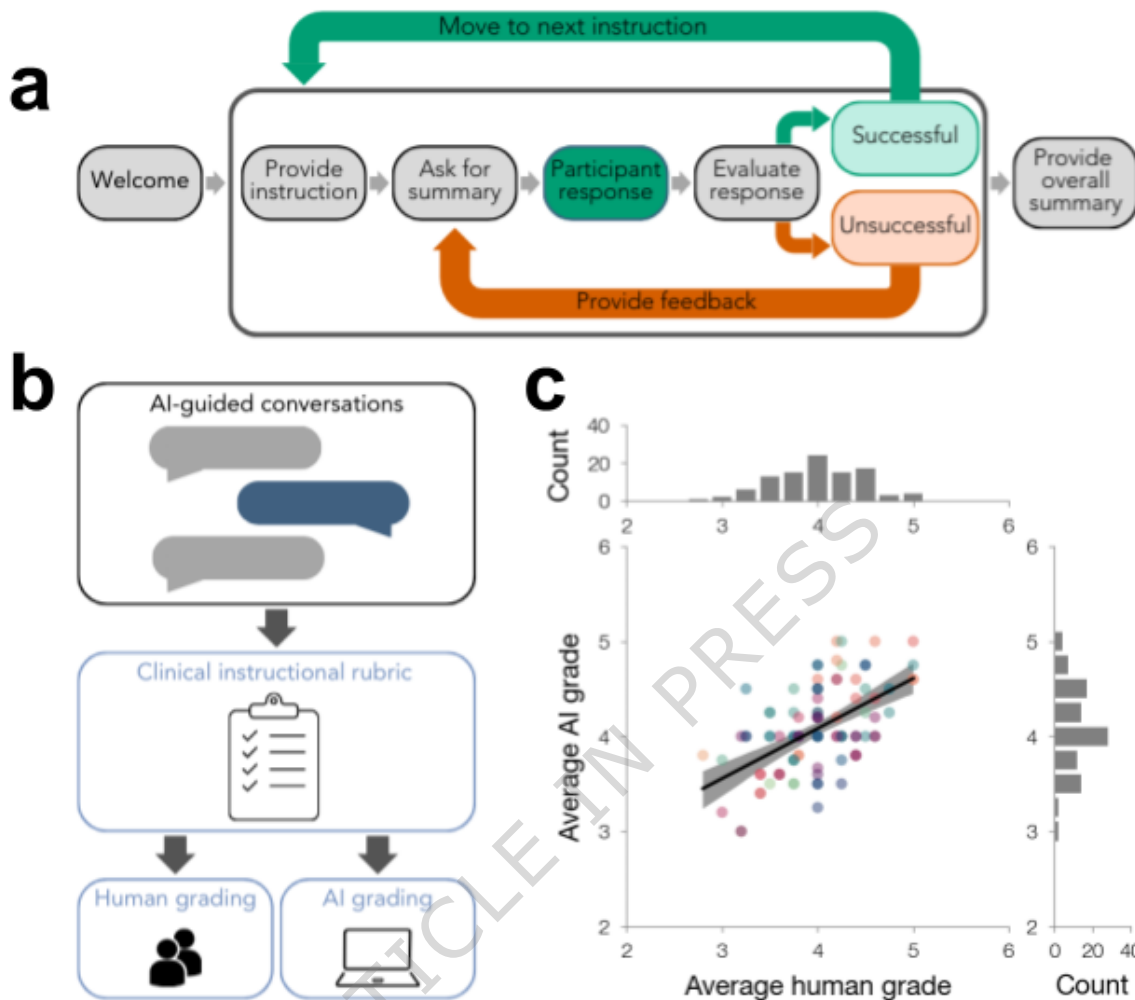 a
Move to next instruction
Welcome
Provide
instruction
Ask for
summary
Participant
response
Evaluate
response
Successful
Unsuccessful
Provide
overall
summary
Provide feedback
b
AI-guided conversations
Clinical instructional rubric
Human grading
AI grading
c
Count
40
20
0
2
3
4
5
6
Average AI grade
6
5
4
3
2
2
3
4
5
6
Average human grade
6
5
4
3
2
0
20
40
Count
TICLE IN PRESS